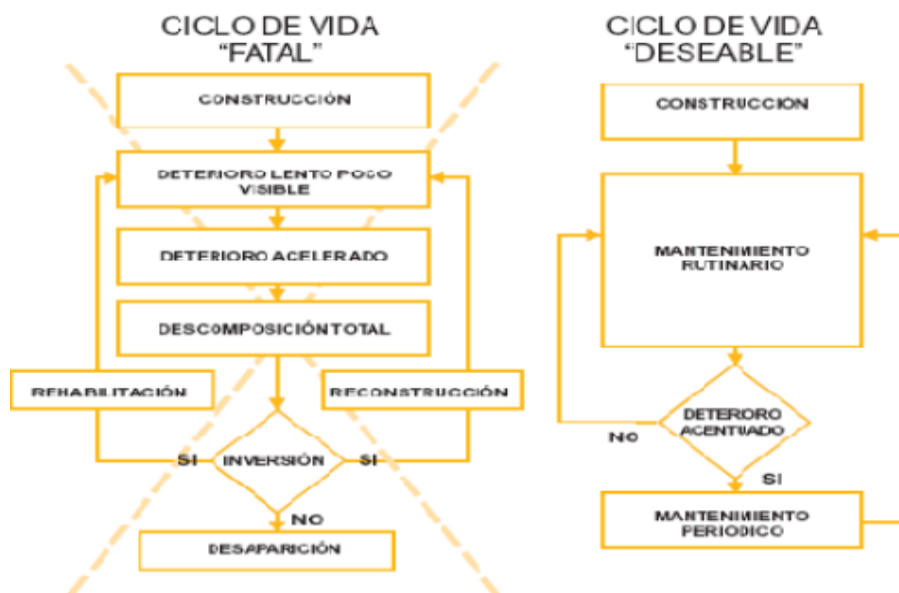 CICLO DE VIDA
“FATAL”
CONSTRUCCIÓN
DETERIORO LENTO POCO
VISIBLE
DETERIORO ACELERADO
DESCOMPOSICIÓN TOTAL
REHABILITACIÓN
RECONSTRUCCIÓN
SI
INVERSIÓN
SI
NO
DESAPARICIÓN
CICLO DE VIDA
“DESEABLE”
CONSTRUCCIÓN
MANTENIMIENTO
RUTINARIO
DETERORO
ACENTUADO
NO
SI
MANTENIMIENTO
PERIODICO